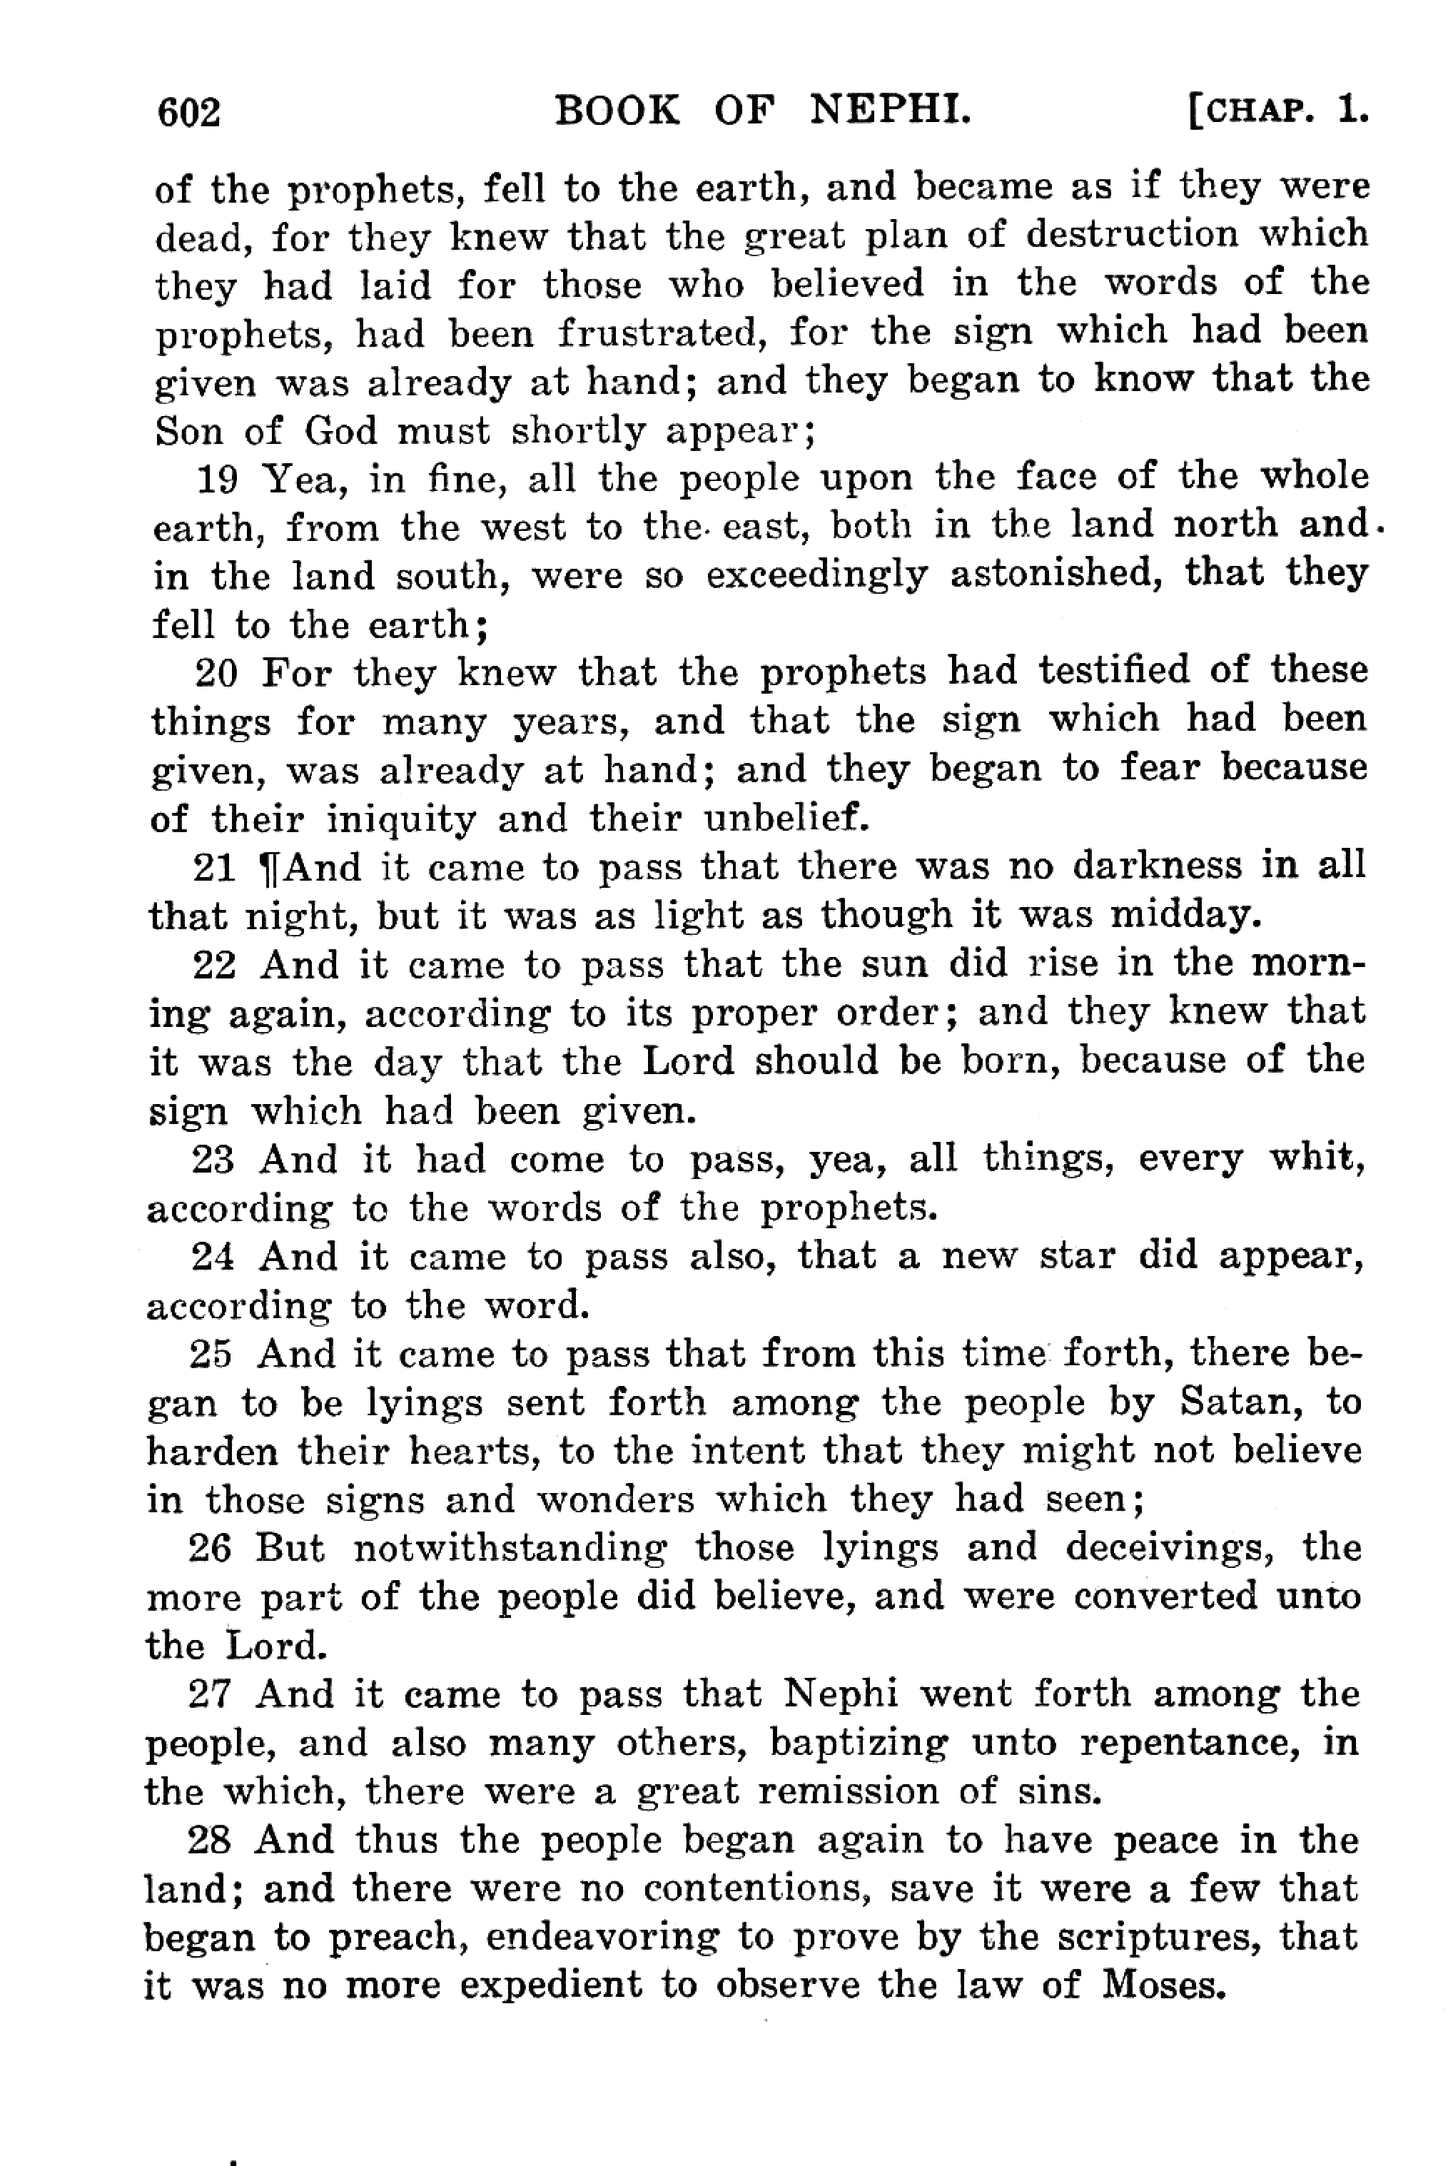 602 BOOK OF NEPHI. [CHAP. 1.
of the prophets, fell to the earth, and became as if they were
dead, for they knew that the great plan of destruction which
they had laid for those who believed in the words of the
prophets, had been frustrated, for the sign which had been
given was already at hand; and they began to know that the
Son of God must shortly appear;
19 Yea, in fine, all the people upon the face of the whole
earth, from the west to the east, both in the land north and
in the land south, were so exceedingly astonished, that they
fell to the earth;
20 For they knew that the prophets had testified of these
things for many years, and that the sign which had been
given, was already at hand; and they began to fear because
of their iniquity and their unbelief.
21 ¶And it came to pass that there was no darkness in all
that night, but it was as light as though it was midday.
22 And it came to pass that the sun did rise in the morn-
ing again, according to its proper order; and they knew that
it was the day that the Lord should be born, because of the
sign which had been given.
23 And it had come to pass, yea, all things, every whit,
according to the words of the prophets.
24 And it came to pass also, that a new star did appear,
according to the word.
25 And it came to pass that from this time forth, there be-
gan to be lyings sent forth among the people by Satan, to
harden their hearts, to the intent that they might not believe
in those signs and wonders which they had seen;
26 But notwithstanding those lyings and deceivings, the
more part of the people did believe, and were converted unto
the Lord.
27 And it came to pass that Nephi went forth among the
people, and also many others, baptizing unto repentance, in
the which, there were a great remission of sins.
28 And thus the people began again to have peace in the
land; and there were no contentions, save it were a few that
began to preach, endeavoring to prove by the scriptures, that
it was no more expedient to observe the law of Moses.